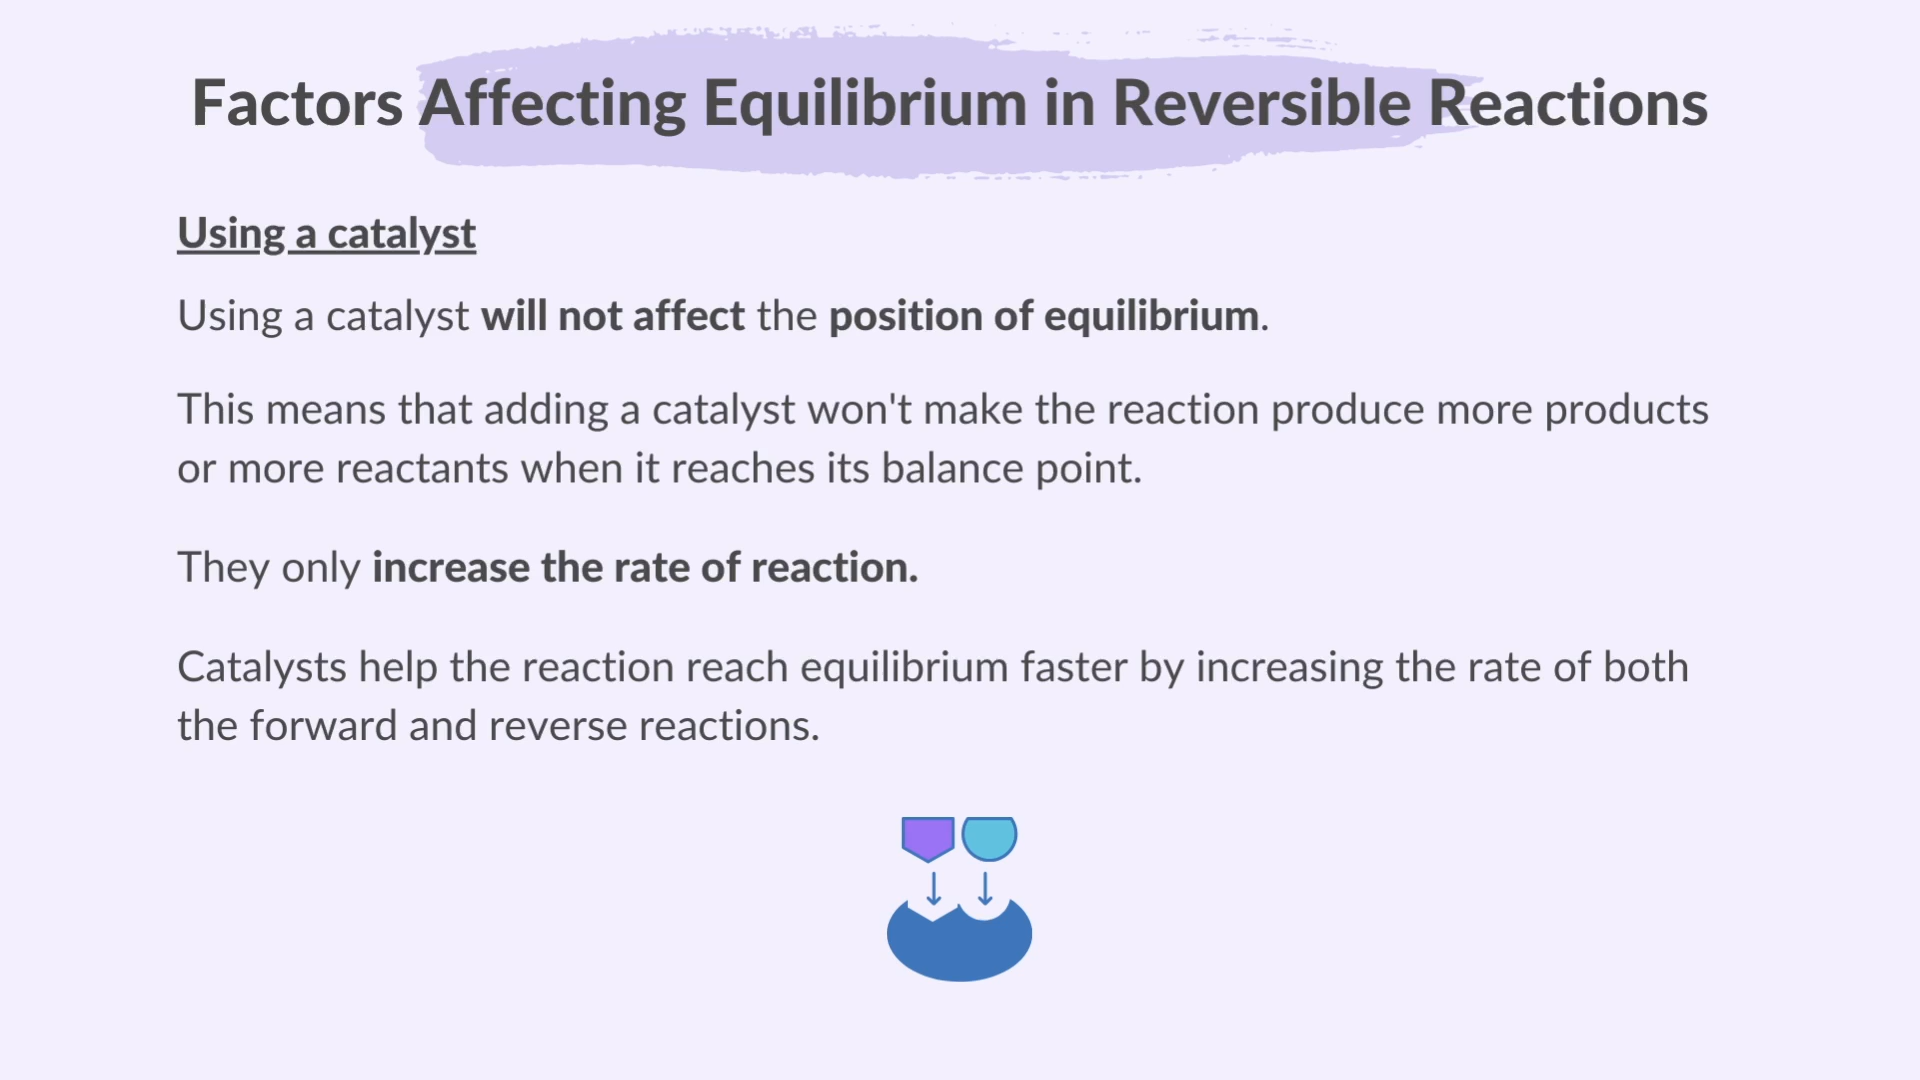 Factors Affecting Equilibrium in Reversible Reactions
Using a catalyst
Using a catalyst will not affect the position of equilibrium.
This means that adding a catalyst won't make the reaction produce more products
or more reactants when it reaches its balance point.
They only increase the rate of reaction.
Catalysts help the reaction reach equilibrium faster by increasing the rate of both
the forward and reverse reactions.